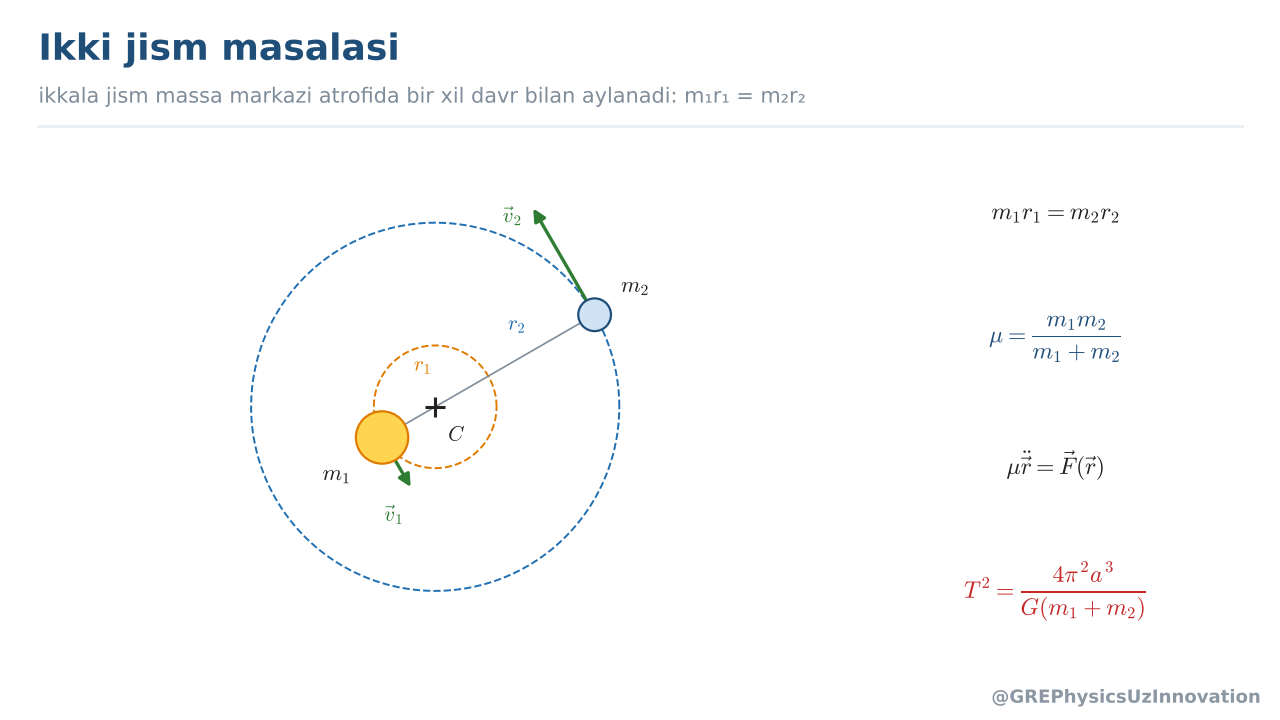 Ikki jism masalasi
ikkala jism massa markazi atrofida bir xil davr bilan aylanadi: m₁r₁ = m₂r₂
v⃗₂
m₂
r₂
r₁
C
m₁
v⃗₁
m₁r₁ = m₂r₂
μ = m₁m₂ / (m₁ + m₂)
μr⃗̈ = F⃗(r⃗)
T² = 4π²a³ / G(m₁ + m₂)
@GREPhysicsUzInnovation